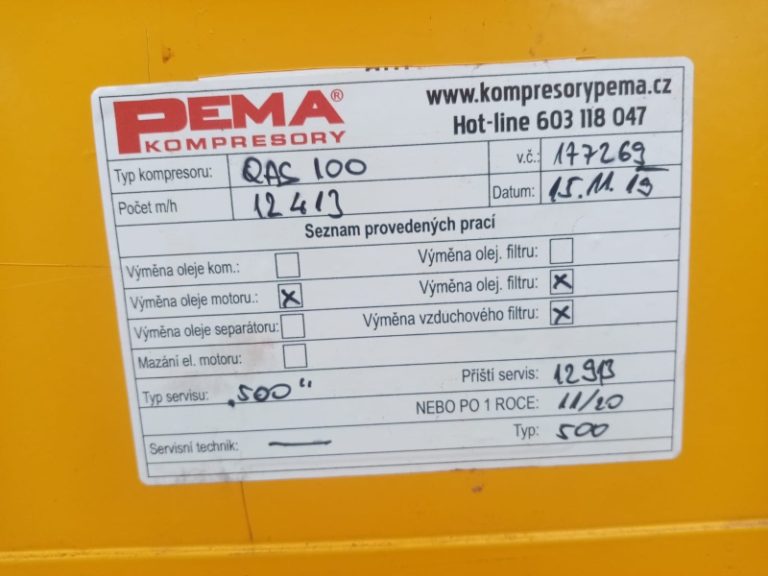 PEMA®
KOMPRESORY
www.kompresorypema.cz
Hot-line 603 118 047
Typ kompresoru: QAS 100
v.č.: 177269
Počet m/h 12413
Datum: 15.11.19
Seznam provedených prací
Výměna oleje kom.:
Výměna olej. filtru:
Výměna oleje motoru.: x
Výměna olej. filtru: x
Výměna oleje separátoru:
Výměna vzduchového filtru: x
Mazání el. motoru:
Příští servis: 12913
Typ servisu: „500“
NEBO PO 1 ROCE: 11/20
Typ: 500
Servisní technik: —